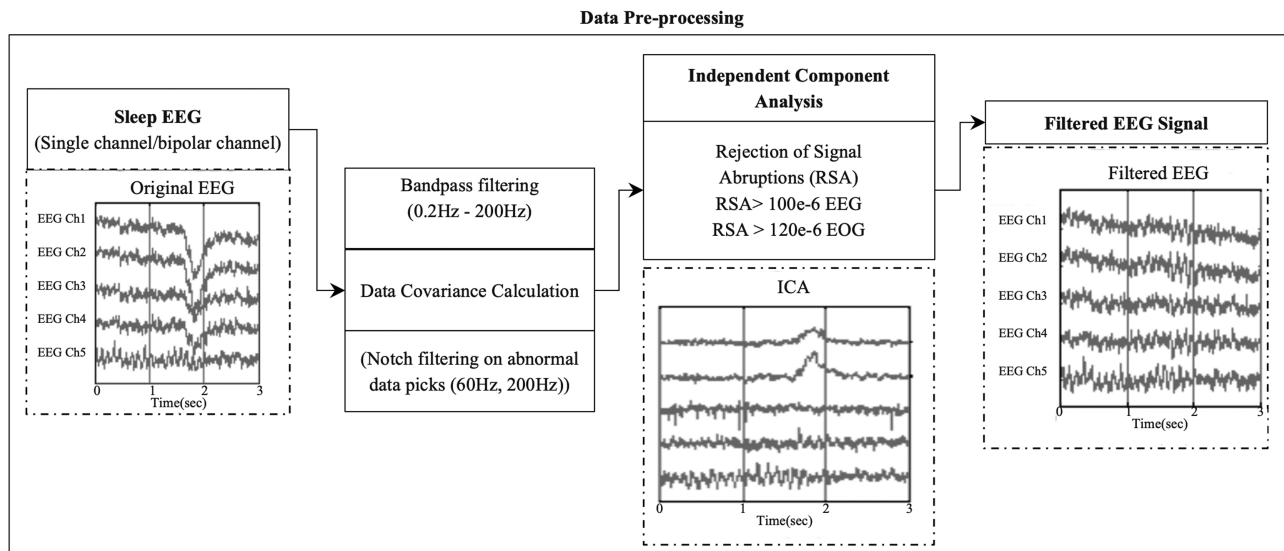 Data Pre-processing
Sleep EEG
(Single channel/bipolar channel)
Original EEG
EEG Ch1
EEG Ch2
EEG Ch3
EEG Ch4
EEG Ch5
0 1 2 3
Time(sec)
Bandpass filtering
(0.2Hz - 200Hz)
Data Covariance Calculation
(Notch filtering on abnormal
data picks (60Hz, 200Hz))
Independent Component
Analysis
Rejection of Signal
Abruptions (RSA)
RSA> 100e-6 EEG
RSA > 120e-6 EOG
ICA
0 1 2 3
Time(sec)
Filtered EEG Signal
Filtered EEG
EEG Ch1
EEG Ch2
EEG Ch3
EEG Ch4
EEG Ch5
0 1 2 3
Time(sec)